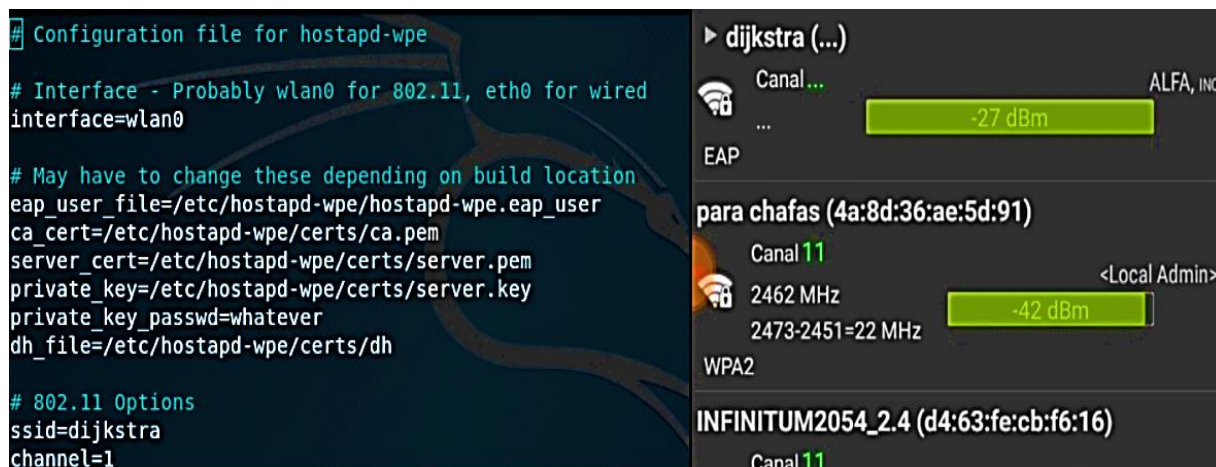 # Configuration file for hostapd-wpe
# Interface - Probably wlan0 for 802.11, eth0 for wired
interface=wlan0
# May have to change these depending on build location
eap_user_file=/etc/hostapd-wpe/hostapd-wpe.eap_user
ca_cert=/etc/hostapd-wpe/certs/ca.pem
server_cert=/etc/hostapd-wpe/certs/server.pem
private_key=/etc/hostapd-wpe/certs/server.key
private_key_passwd=whatever
dh_file=/etc/hostapd-wpe/certs/dh
# 802.11 Options
ssid=dijkstra
channel=1
dijkstra (...)
Canal ...
ALFA, INC
...
-27 dBm
EAP
para chafas (4a:8d:36:ae:5d:91)
Canal 11
<Local Admin>
2462 MHz
-42 dBm
2473-2451=22 MHz
WPA2
INFINITUM2054_2.4 (d4:63:fe:cb:f6:16)
Canal 11